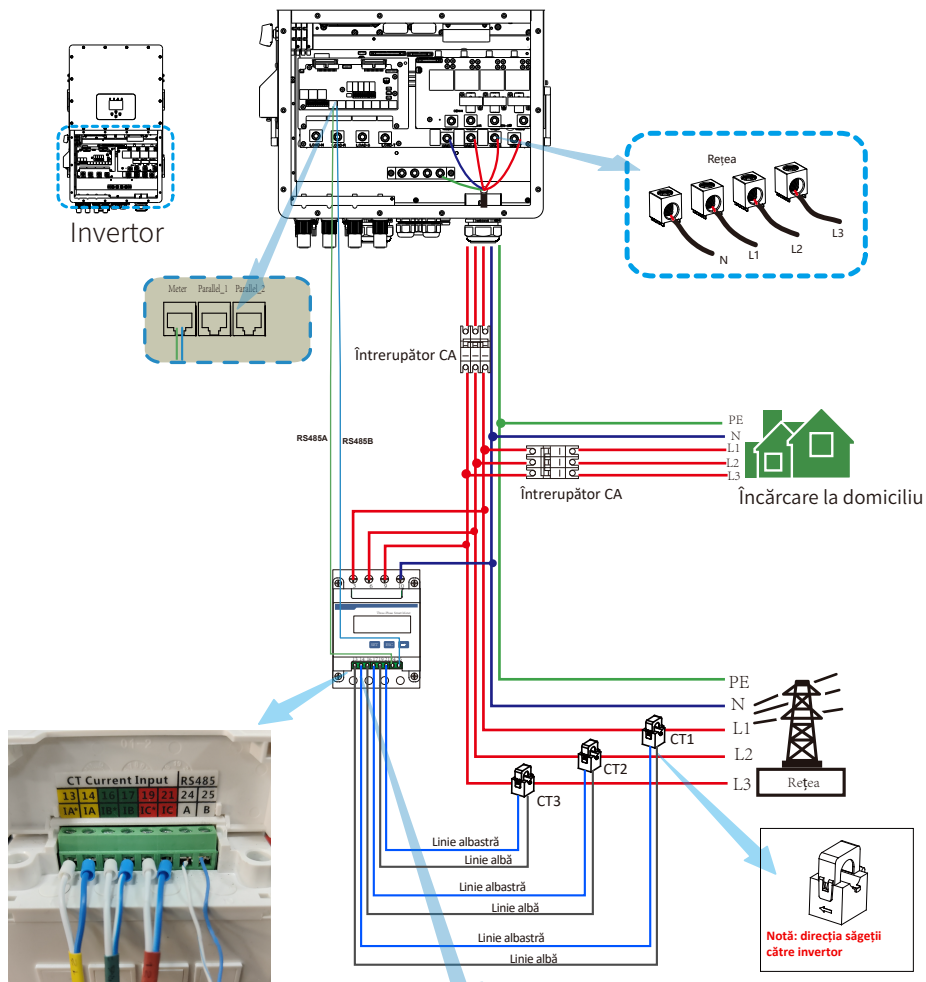 Invertor
Rețea
N
L1
L2
L3
Meter
Parallel_1
Parallel_2
Întrerupător CA
RS485A
RS485B
PE
N
L1
L2
L3
Întrerupător CA
Încărcare la domiciliu
PE
N
L1
L2
L3
CT1
CT2
CT3
Rețea
CT Current Input RS485
13 14 16 17 19 21 24 25
IA* IA IB* IB IC* IC A B
Linie albastră
Linie albă
Linie albastră
Linie albă
Linie albastră
Linie albă
Notă: direcția săgeții
către invertor